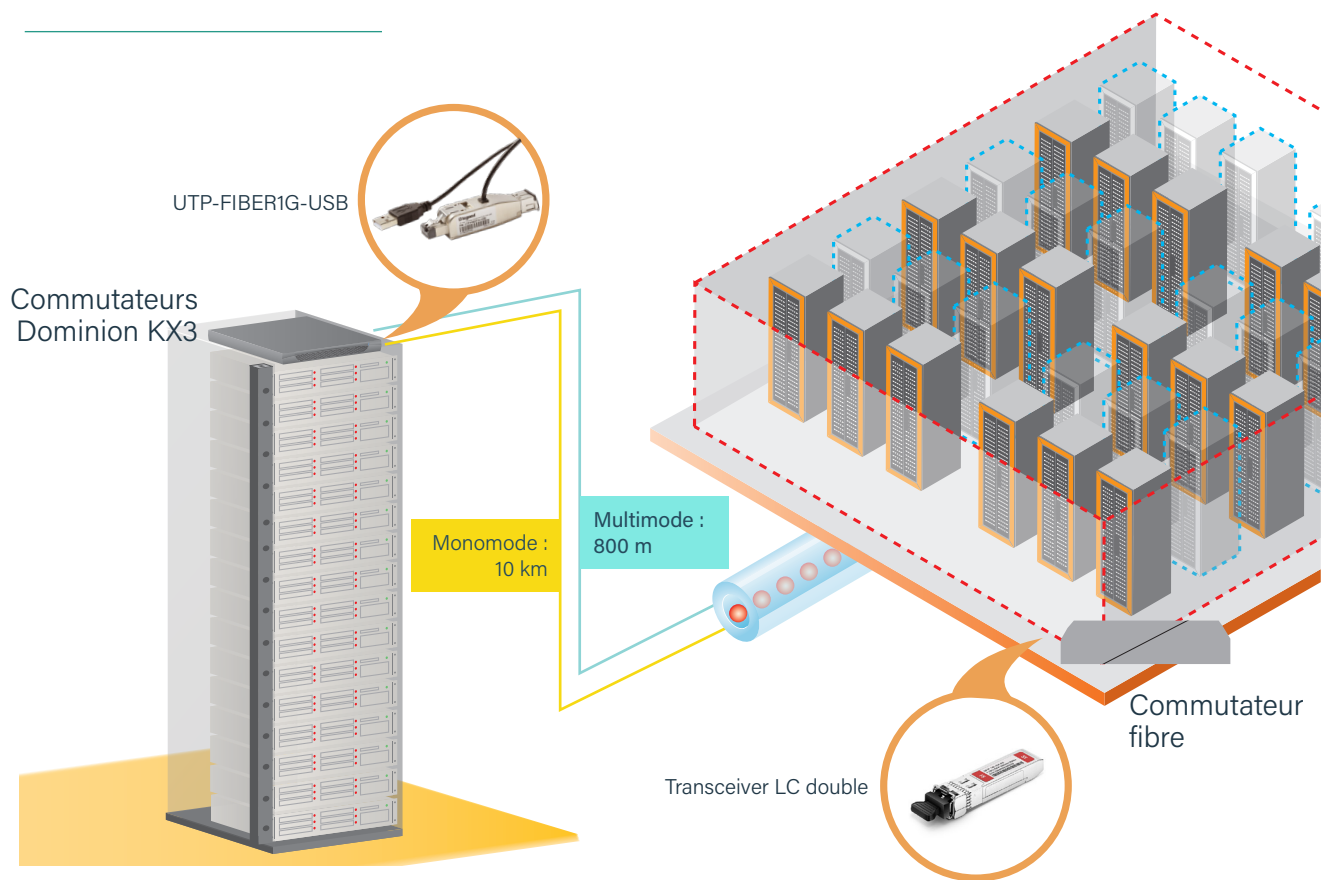 UTP-FIBER1G-USB
Commutateurs
Dominion KX3
Multimode :
800 m
Monomode :
10 km
Commutateur
fibre
Transceiver LC double